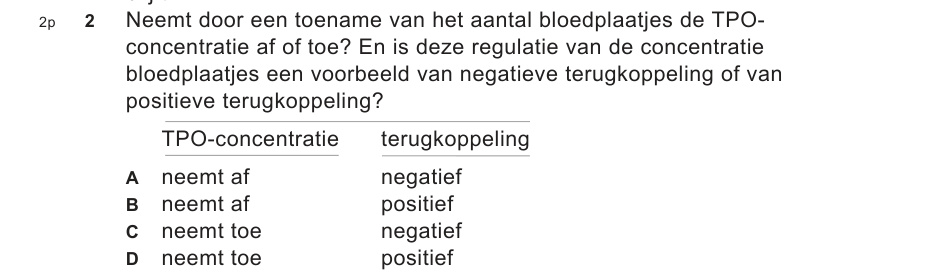 2p 2 Neemt door een toename van het aantal bloedplaatjes de TPO-
concentratie af of toe? En is deze regulatie van de concentratie
bloedplaatjes een voorbeeld van negatieve terugkoppeling of van
positieve terugkoppeling?
TPO-concentratie terugkoppeling
A neemt af negatief
B neemt af positief
C neemt toe negatief
D neemt toe positief